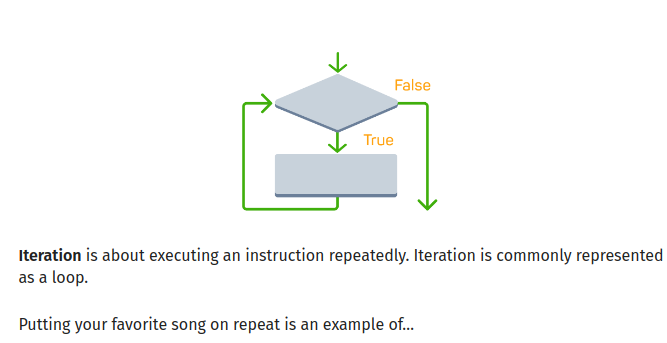 False
True
Iteration is about executing an instruction repeatedly. Iteration is commonly represented
as a loop.
Putting your favorite song on repeat is an example of...